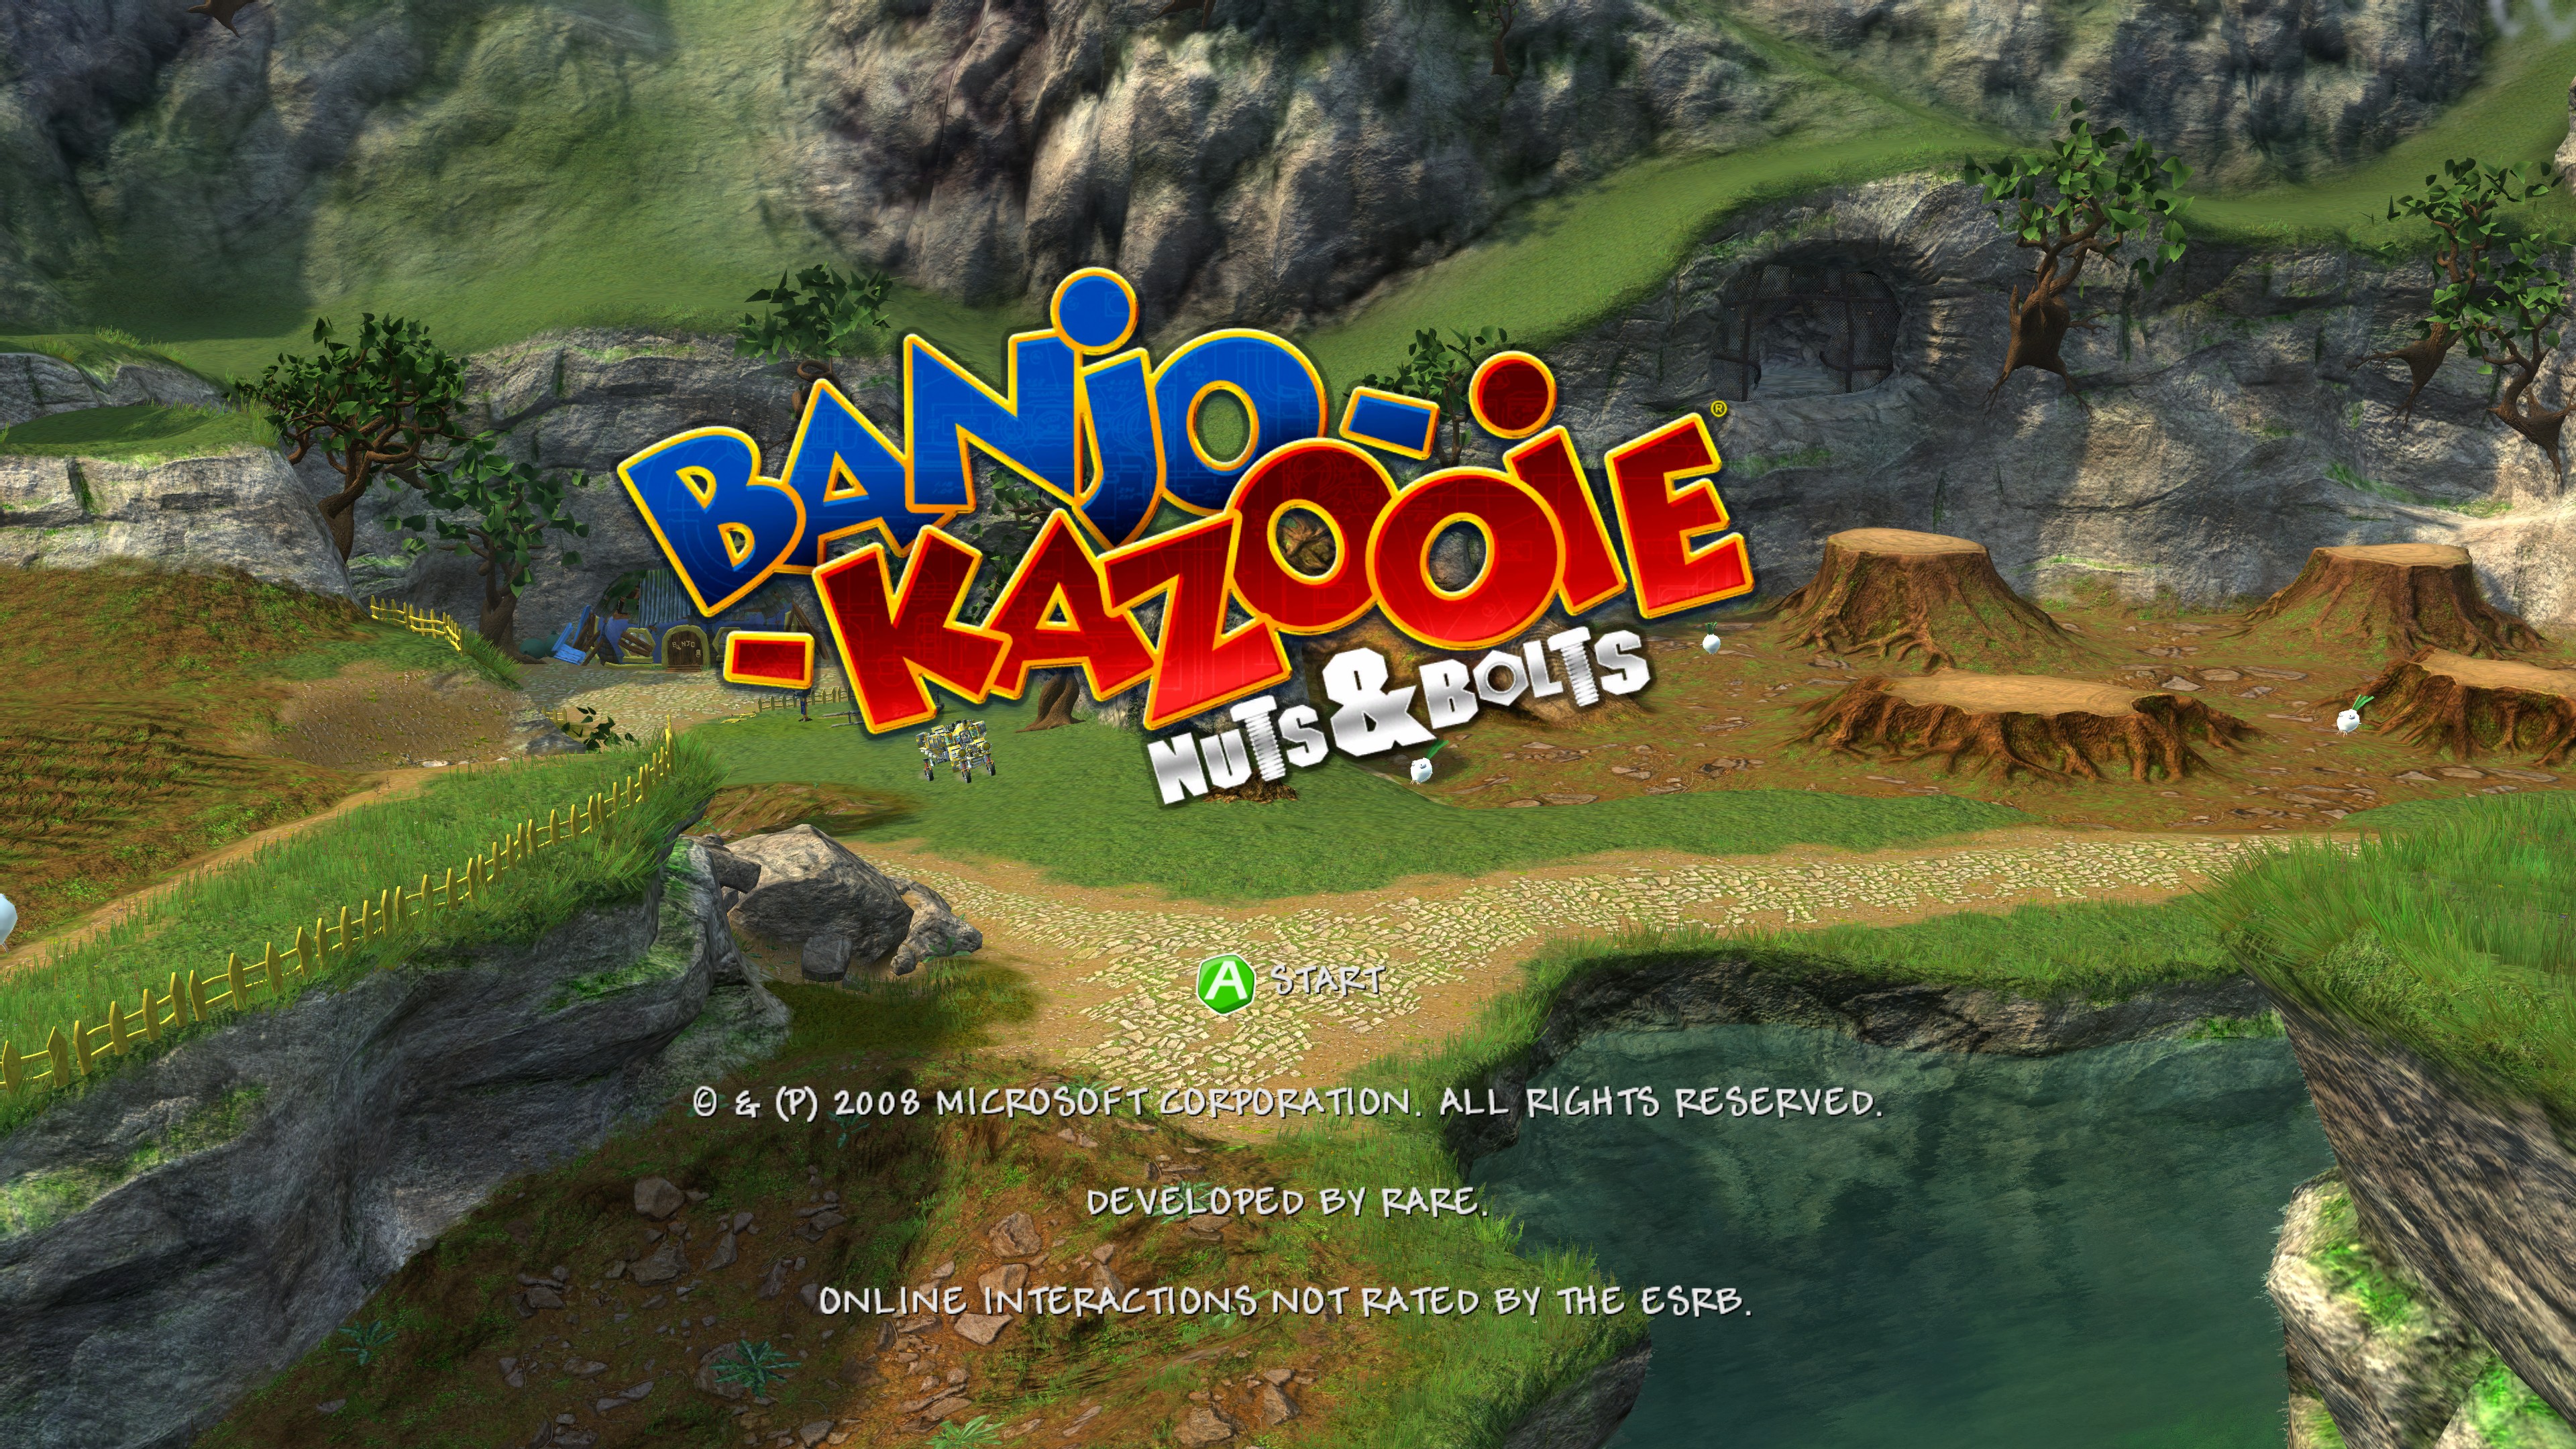 BANJO-
-KAZOOIE®
NUTS & BOLTS
A START
© & (P) 2008 MICROSOFT CORPORATION. ALL RIGHTS RESERVED.
DEVELOPED BY RARE.
ONLINE INTERACTIONS NOT RATED BY THE ESRB.